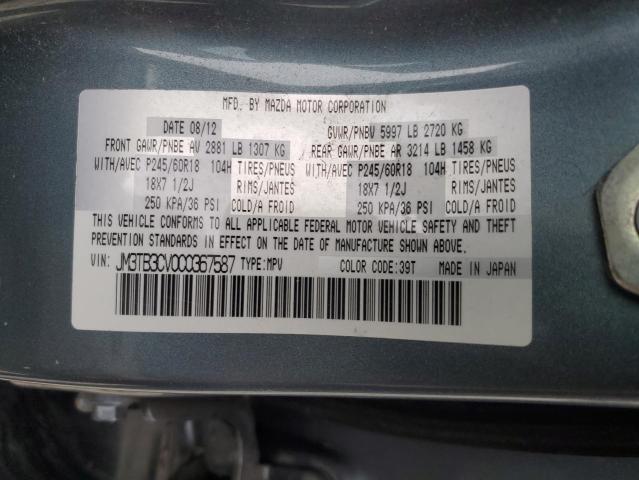 MFD. BY MAZDA MOTOR CORPORATION
DATE 08/12 GVWR/PNBV 5997 LB 2720 KG
FRONT GAWR/PNBE AV 2881 LB 1307 KG REAR GAWR/PNBE AR 3214 LB 1458 KG
WITH/AVEC P245/60R18 104H TIRES/PNEUS WITH/AVEC P245/60R18 104H TIRES/PNEUS
18X7 1/2J RIMS/JANTES 18X7 1/2J RIMS/JANTES
250 KPA/36 PSI COLD/A FROID 250 KPA/36 PSI COLD/A FROID
THIS VEHICLE CONFORMS TO ALL APPLICABLE FEDERAL MOTOR VEHICLE SAFETY AND THEFT
PREVENTION STANDARDS IN EFFECT ON THE DATE OF MANUFACTURE SHOWN ABOVE.
VIN: JM3TB3CV0C0367587 TYPE:MPV COLOR CODE:39T MADE IN JAPAN